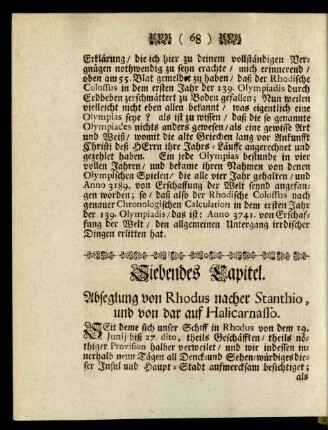 ( 68 )
Erklärung/ die ich hier zu deinem vollständigen Ver-
gnügen nothwendig zu seyn erachte/ mich erinnerend/
oben am 55. Blat gemeldet zu haben/ daß der Rhodische
Colossus in dem ersten Jahr der 139. Olympiadis durch
Erdbeben zerschmättert zu Boden gefallen; Nun weilen
vielleicht nicht eben allen bekannt/ was eigentlich eine
Olympias seye? als ist zu wissen/ daß die so genannte
Olympiades nichts anders gewesen/ als eine gewisse Art
und Weiß/ womit die alte Griechen lang vor Ankunfft
Christi deß HErrn ihre Jahrs-Läuffe angerechnet und
gezehlet haben. Ein jede Olympias bestunde in vier
vollen Jahren/ und bekame ihren Nahmen von denen
Olympischen Spielen/ die alle vier Jahr gehalten/ und
Anno 3189. von Erschaffung der Welt seynd angefan-
gen worden; so/ daß also der Rhodische Colossus nach
genauer Chronologischen Calculation in dem ersten Jahr
der 139. Olympiadis/ das ist: Anno 3741. von Erschaf-
fung der Welt/ den allgemeinen Untergang irrdischer
Dingen erlitten hat.
Siebendes Capitel.
Absegelung von Rhodus nacher Stanthio,
und von dar auf Halicarnasso.
SEit deme sich unser Schiff in Rhodus von dem 19.
Junij biß 27. dito, theils Geschäfften/ theils nö-
thiger Provision halber verweilet/ und wir indessen in-
nerhalb neun Tägen all Denck- und Sehen-würdiges die-
ser Insul und Haupt-Stadt aufmercksam besichtiget;
als